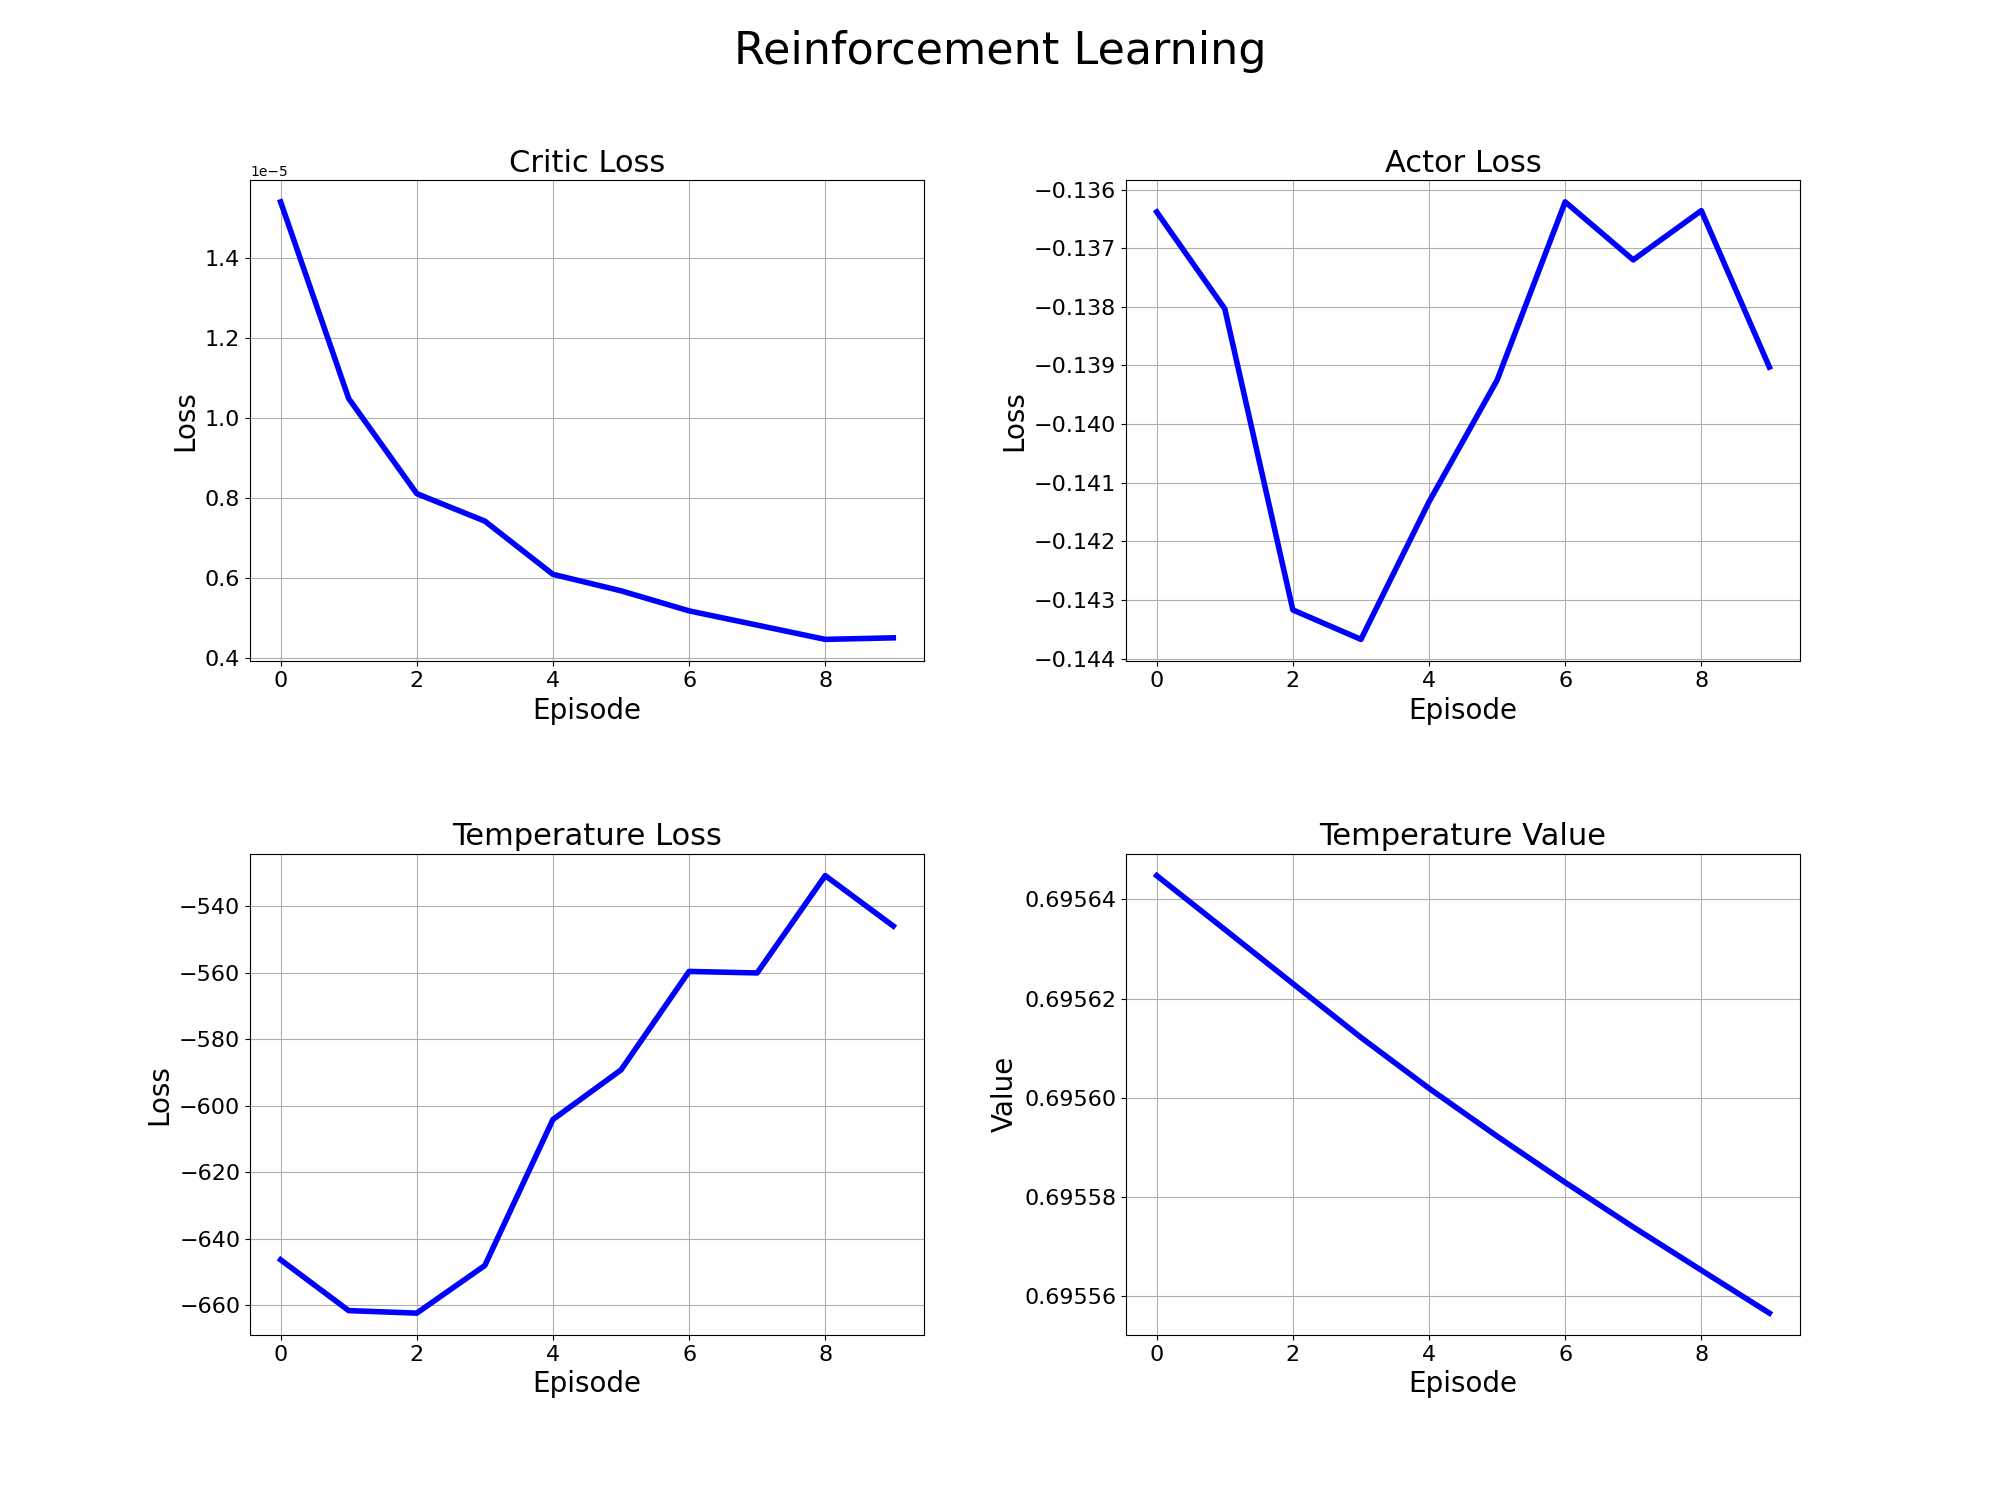 Reinforcement Learning
Critic Loss
1e−5
1.4
1.2
1.0
0.8
0.6
0.4
Loss
0 2 4 6 8
Episode
Actor Loss
−0.136
−0.137
−0.138
−0.139
−0.140
−0.141
−0.142
−0.143
−0.144
Loss
0 2 4 6 8
Episode
Temperature Loss
−540
−560
−580
−600
−620
−640
−660
Loss
0 2 4 6 8
Episode
Temperature Value
0.69564
0.69562
0.69560
0.69558
0.69556
Value
0 2 4 6 8
Episode